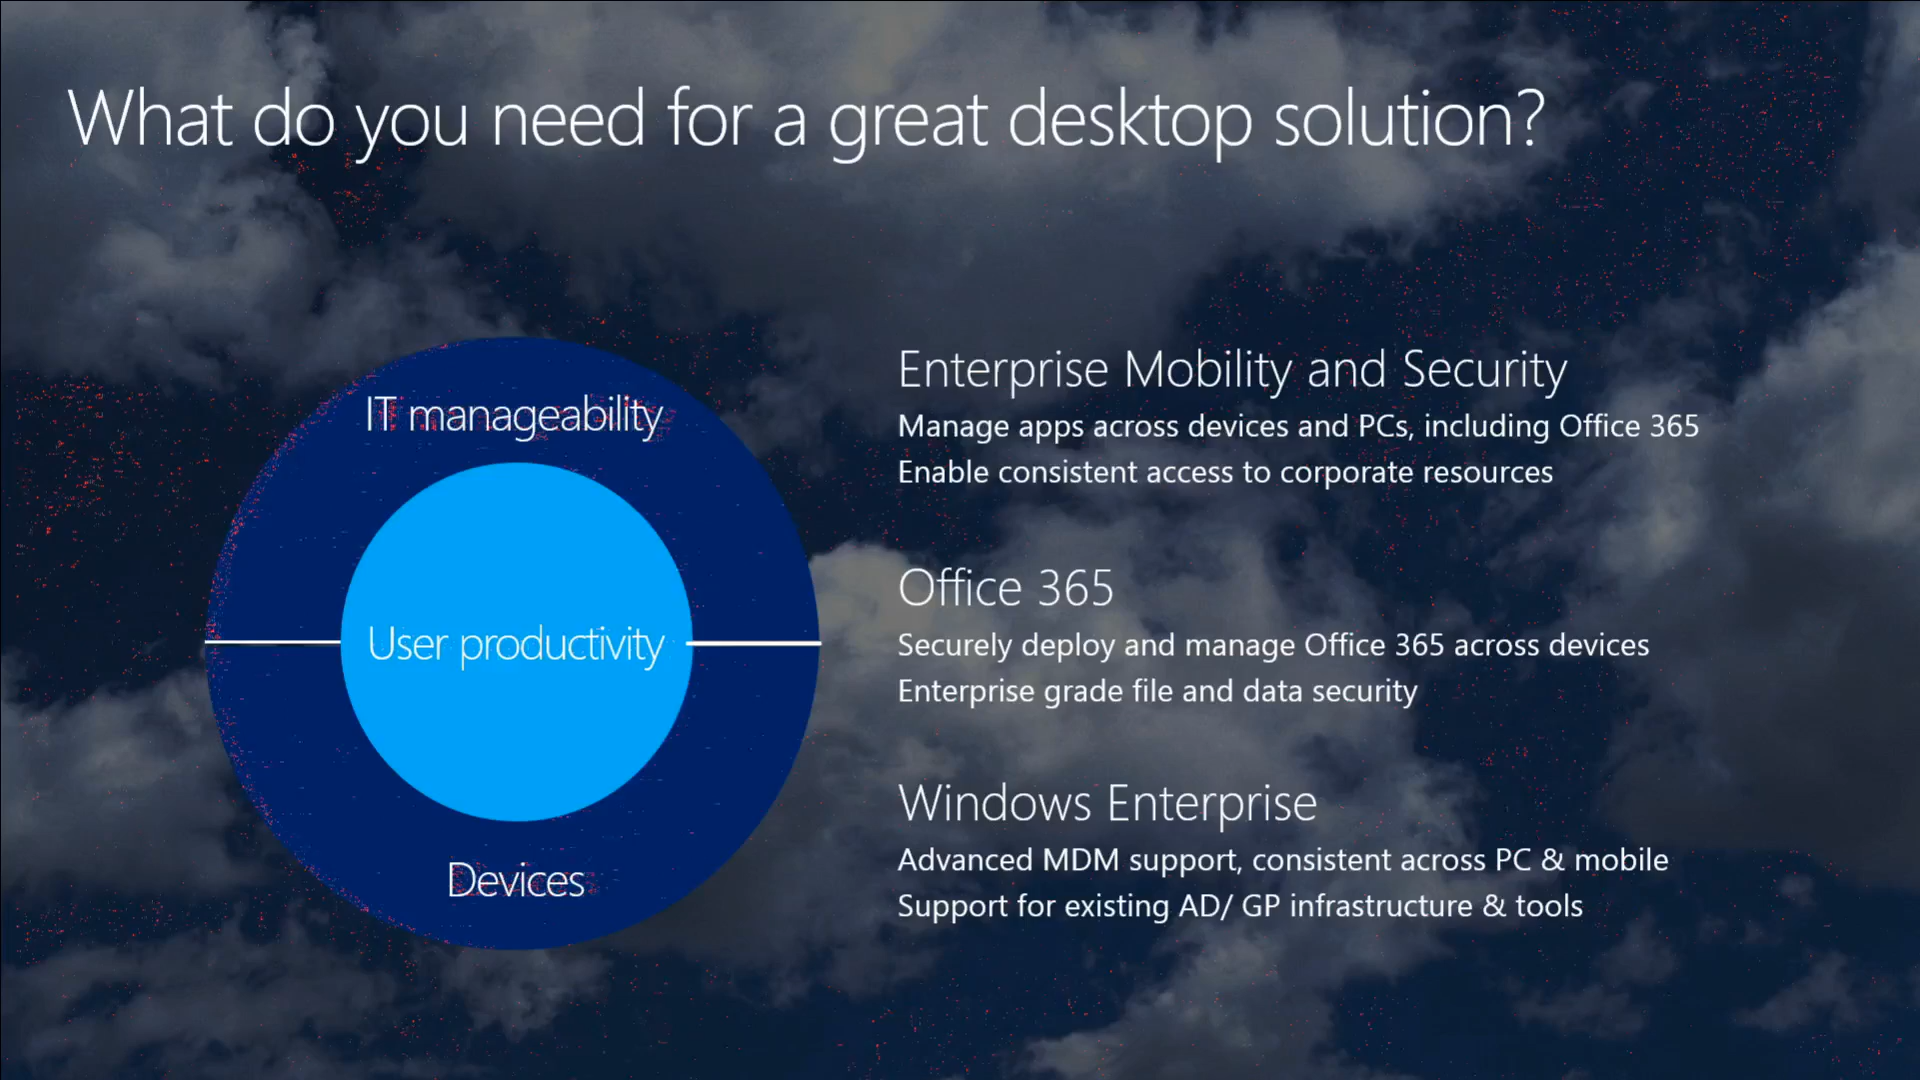 What do you need for a great desktop solution?
IT manageability
User productivity
Devices
Enterprise Mobility and Security
Manage apps across devices and PCs, including Office 365
Enable consistent access to corporate resources
Office 365
Securely deploy and manage Office 365 across devices
Enterprise grade file and data security
Windows Enterprise
Advanced MDM support, consistent across PC & mobile
Support for existing AD/ GP infrastructure & tools